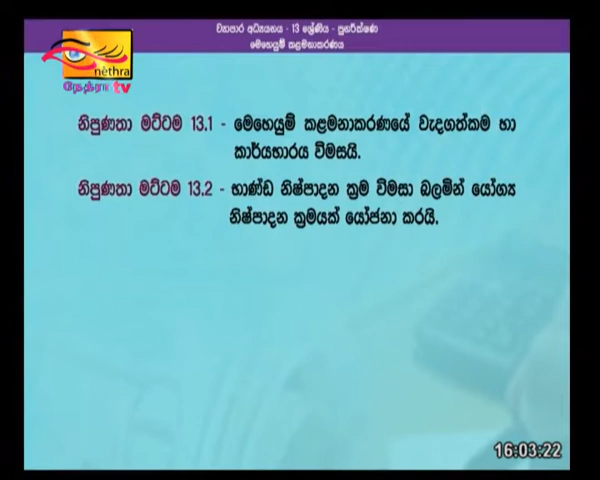 ව්‍යාපාර අධ්‍යයනය - 13 ශ්‍රේණිය - පුනරීක්ෂණ
මෙහෙයුම් කළමනාකරණය
nethra
நேத்ரா tv
නිපුණතා මට්ටම 13.1 - මෙහෙයුම් කළමනාකරණයේ වැදගත්කම හා
කාර්යභාරය විමසයි.
නිපුණතා මට්ටම 13.2 - භාණ්ඩ නිෂ්පාදන ක්‍රම විමසා බලමින් යෝග්‍ය
නිෂ්පාදන ක්‍රමයක් යෝජනා කරයි.
16:03:22